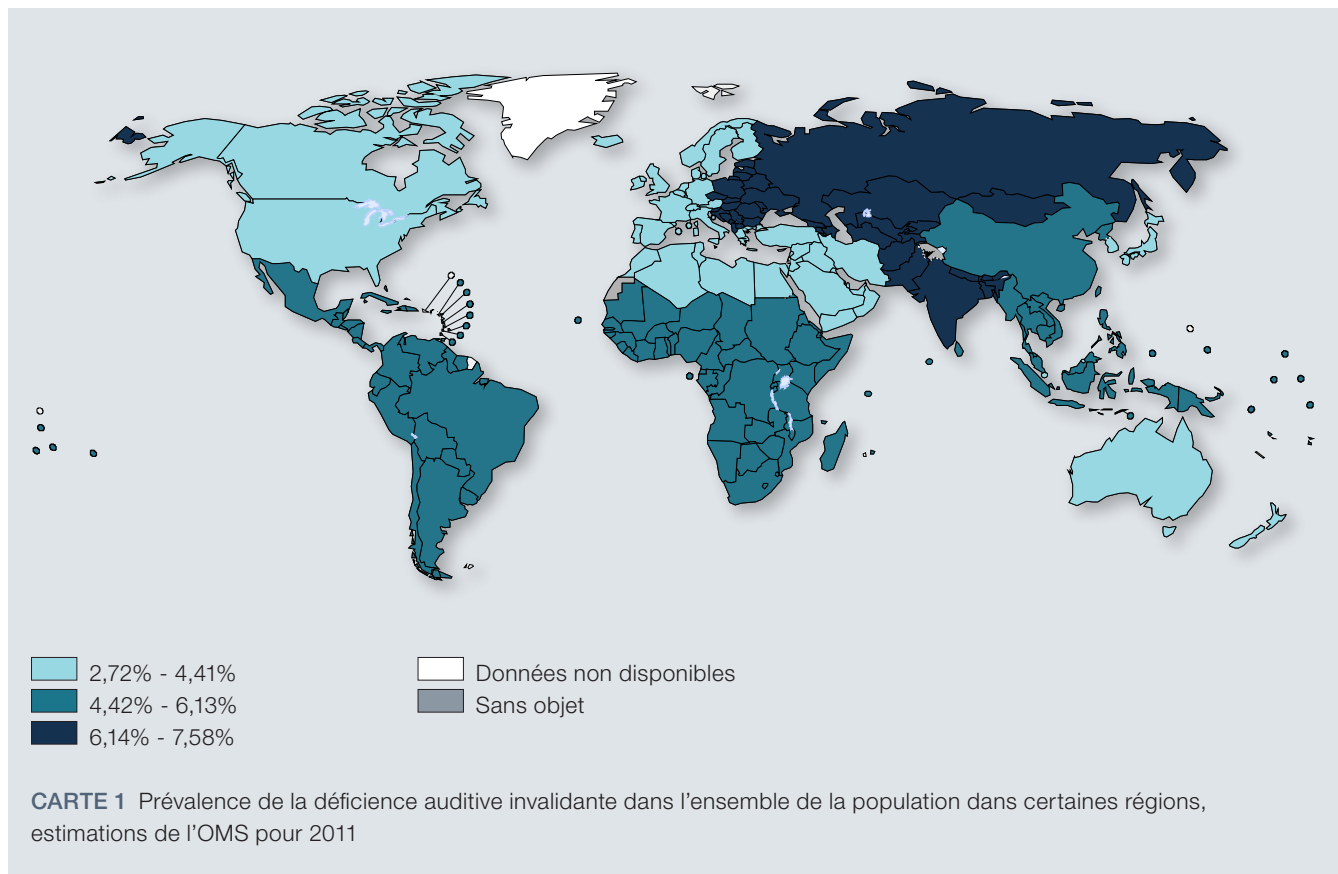 2,72% - 4,41%
4,42% - 6,13%
6,14% - 7,58%
Données non disponibles
Sans objet
CARTE 1 Prévalence de la déficience auditive invalidante dans l'ensemble de la population dans certaines régions,
estimations de l'OMS pour 2011